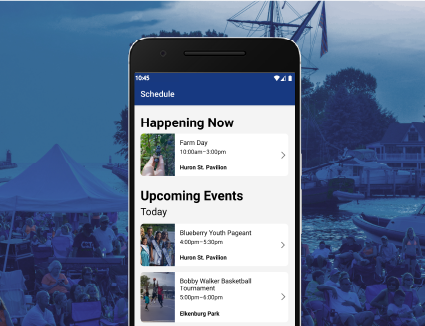 10:45
Schedule
Happening Now
Farm Day
10:00am–3:00pm
Huron St. Pavilion
Upcoming Events
Today
Blueberry Youth Pageant
4:00pm–5:30pm
Huron St. Pavilion
Bobby Walker Basketball
Tournament
5:00pm–6:00pm
Elkenburg Park